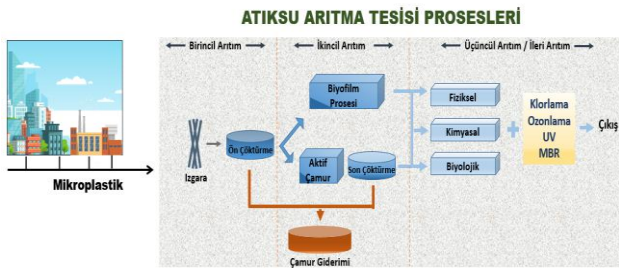 ATIKSU ARITMA TESİSİ PROSESLERİ
Birincil Arıtım
İkincil Arıtım
Üçüncül Arıtım / İleri Arıtım
Mikroplastik
Izgara
Ön Çöktürme
Biyofilm
Prosesi
Aktif
Çamur
Son Çöktürme
Çamur Giderimi
Fiziksel
Kimyasal
Biyolojik
Klorlama
Ozonlama
UV
MBR
Çıkış